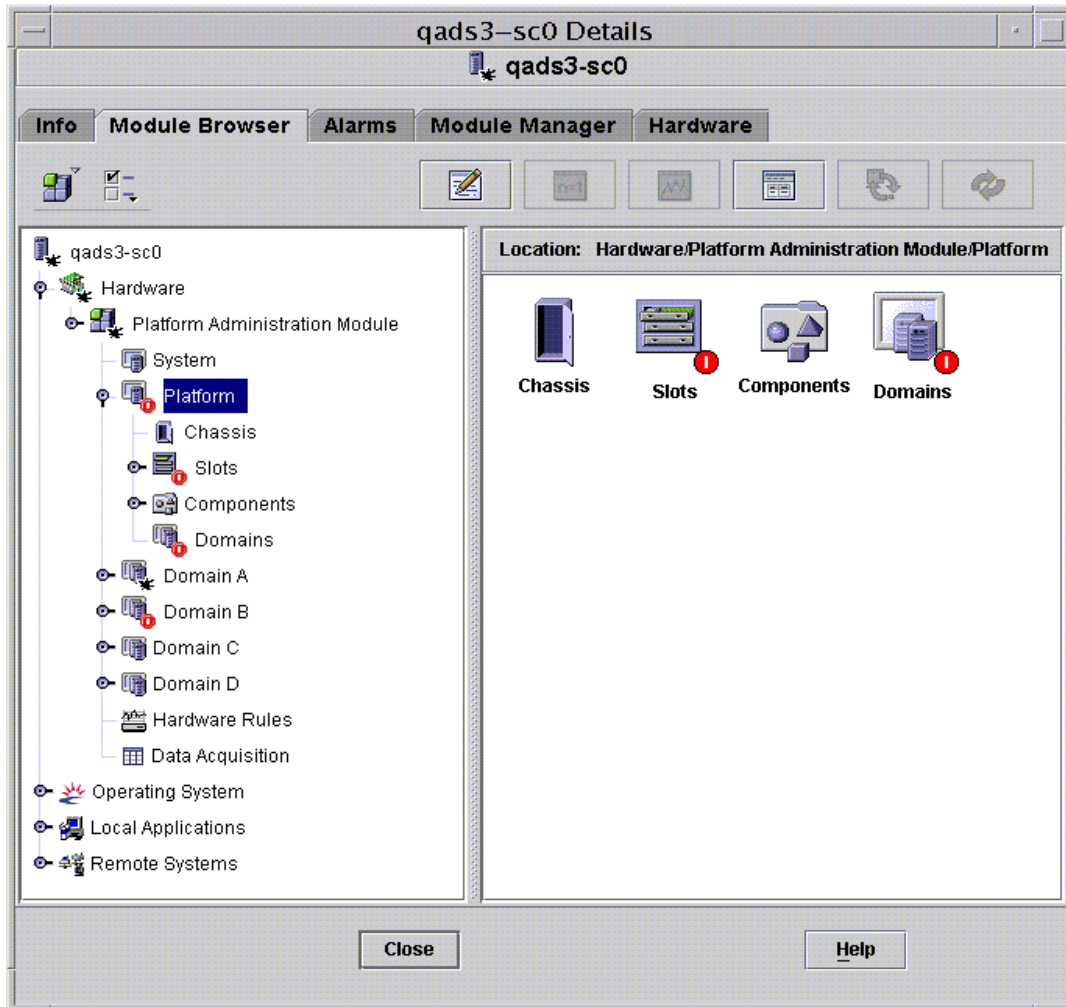 qads3-sc0 Details
qads3-sc0
Info Module Browser Alarms Module Manager Hardware
n=1
qads3-sc0
Hardware
Platform Administration Module
System
Platform
Chassis
Slots
Components
Domains
Domain A
Domain B
Domain C
Domain D
Hardware Rules
Data Acquisition
Operating System
Local Applications
Remote Systems
Location: Hardware/Platform Administration Module/Platform
Chassis Slots Components Domains
Close Help